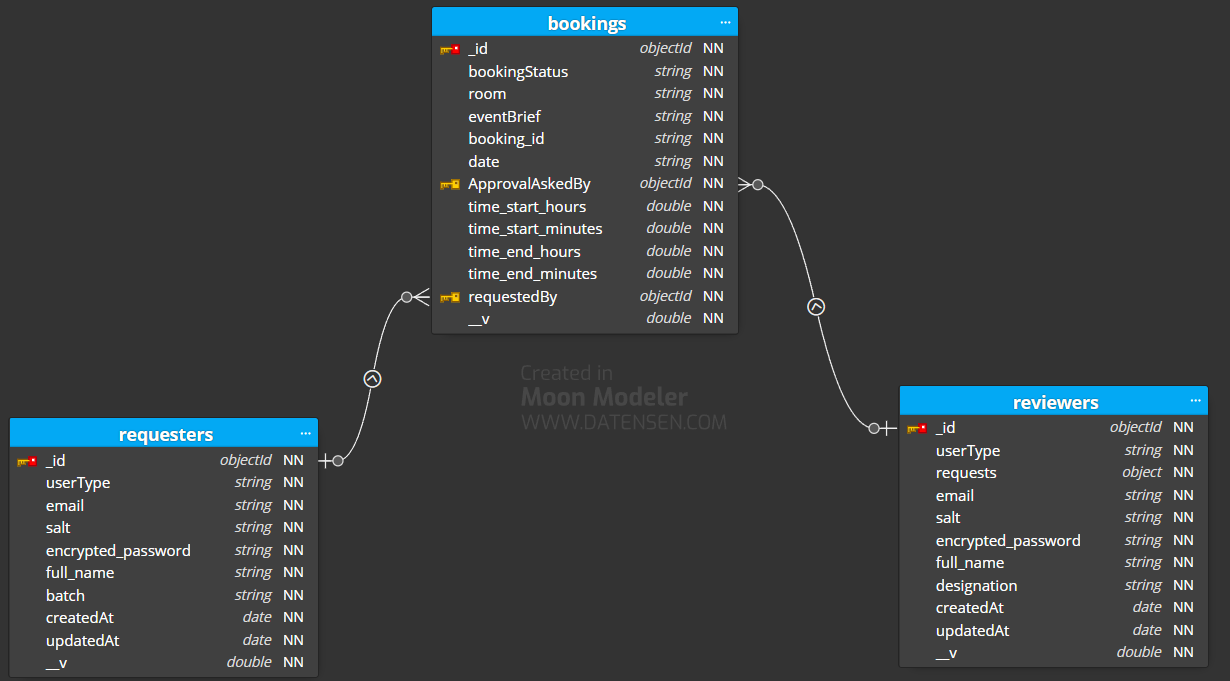 bookings ...
_id objectId NN
bookingStatus string NN
room string NN
eventBrief string NN
booking_id string NN
date string NN
ApprovalAskedBy objectId NN
time_start_hours double NN
time_start_minutes double NN
time_end_hours double NN
time_end_minutes double NN
requestedBy objectId NN
__v double NN
Created in
Moon Modeler
WWW.DATENSEN.COM
requesters ...
_id objectId NN
userType string NN
email string NN
salt string NN
encrypted_password string NN
full_name string NN
batch string NN
createdAt date NN
updatedAt date NN
__v double NN
reviewers ...
_id objectId NN
userType string NN
requests object NN
email string NN
salt string NN
encrypted_password string NN
full_name string NN
designation string NN
createdAt date NN
updatedAt date NN
__v double NN